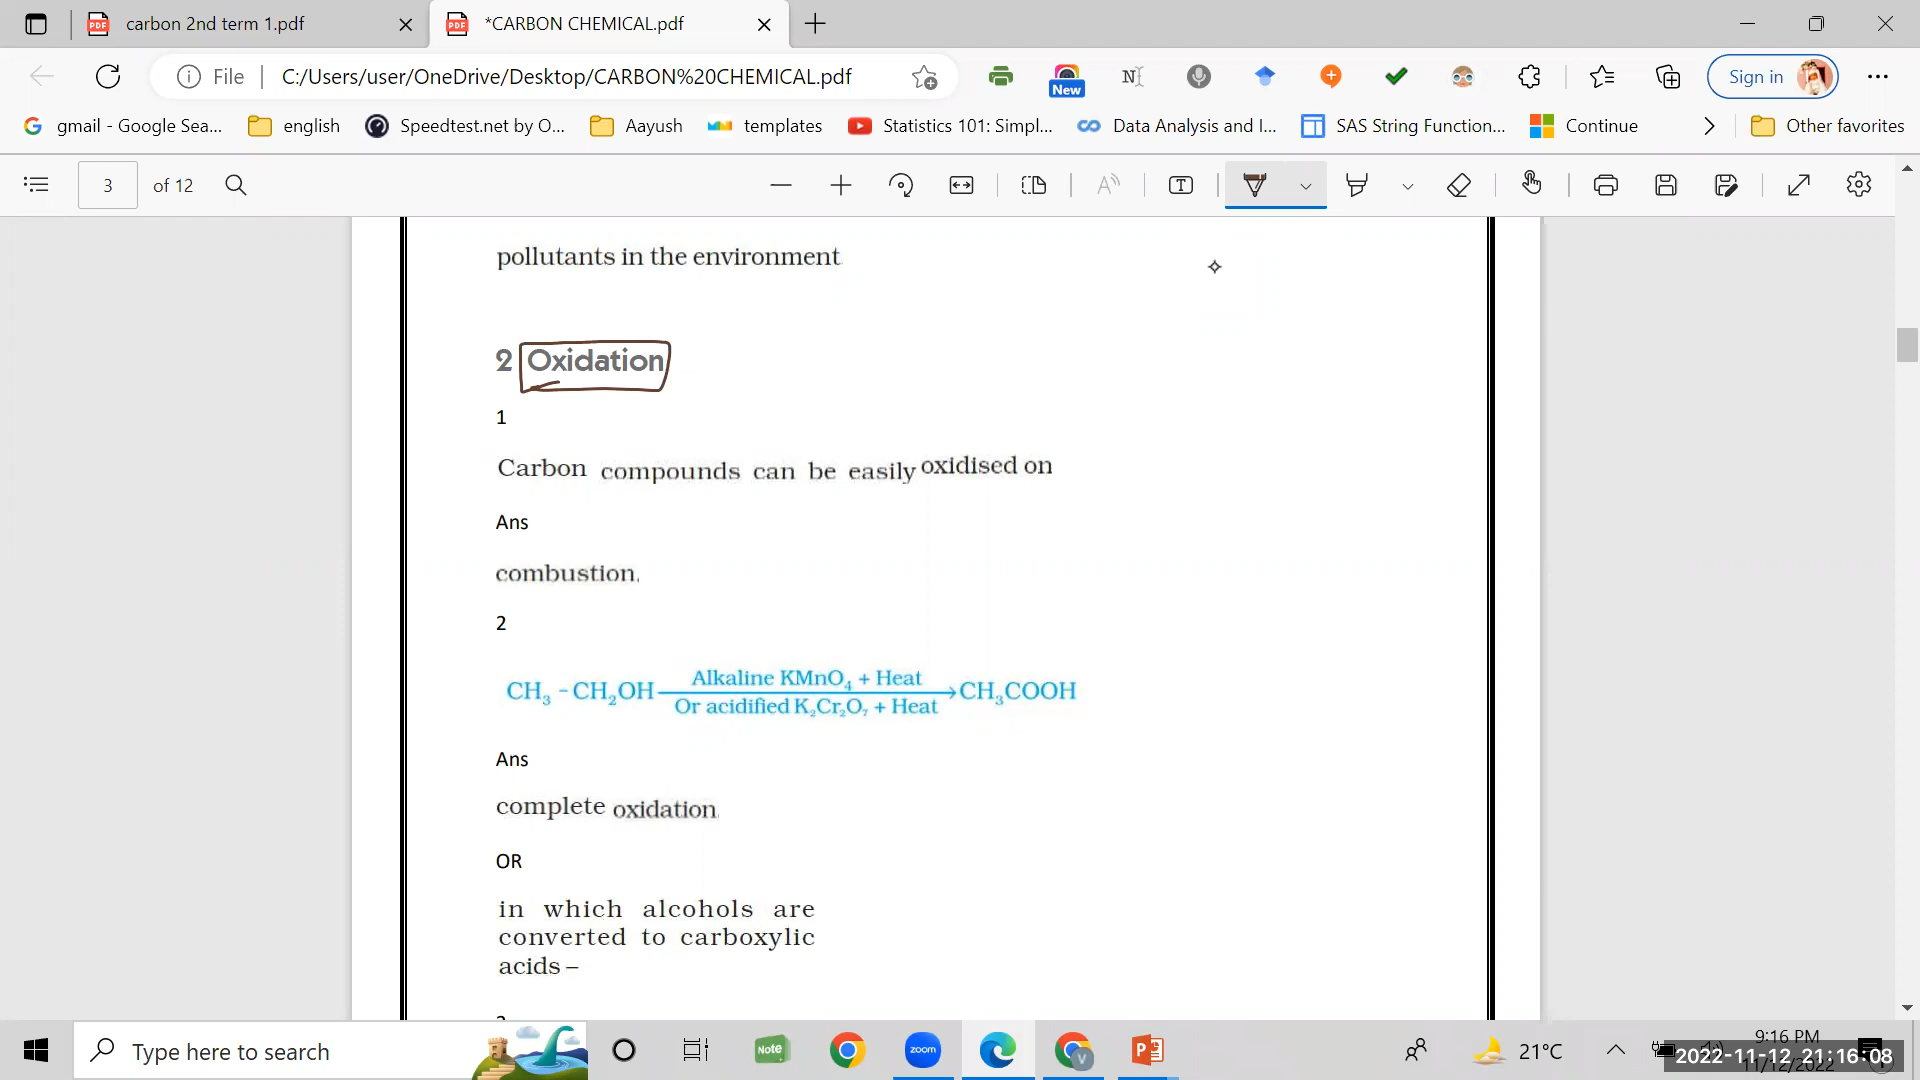 carbon 2nd term 1.pdf
*CARBON CHEMICAL.pdf
File
C:/Users/user/OneDrive/Desktop/CARBON%20CHEMICAL.pdf
New
Sign in
gmail - Google Sea...
english
Speedtest.net by O...
Aayush
templates
Statistics 101: Simpl...
Data Analysis and I...
SAS String Function...
Continue
Other favorites
3 of 12
pollutants in the environment
2 Oxidation
1
Carbon compounds can be easily oxidised on
Ans
combustion.
2
CH₃ - CH₂OH Alkaline KMnO₄ + Heat → CH₃COOH
Or acidified K₂Cr₂O₇ + Heat
Ans
complete oxidation
OR
in which alcohols are
converted to carboxylic
acids –
Type here to search
Note
zoom
V
21°C
9:16 PM
11/12/2022
2022-11-12 21:16:08